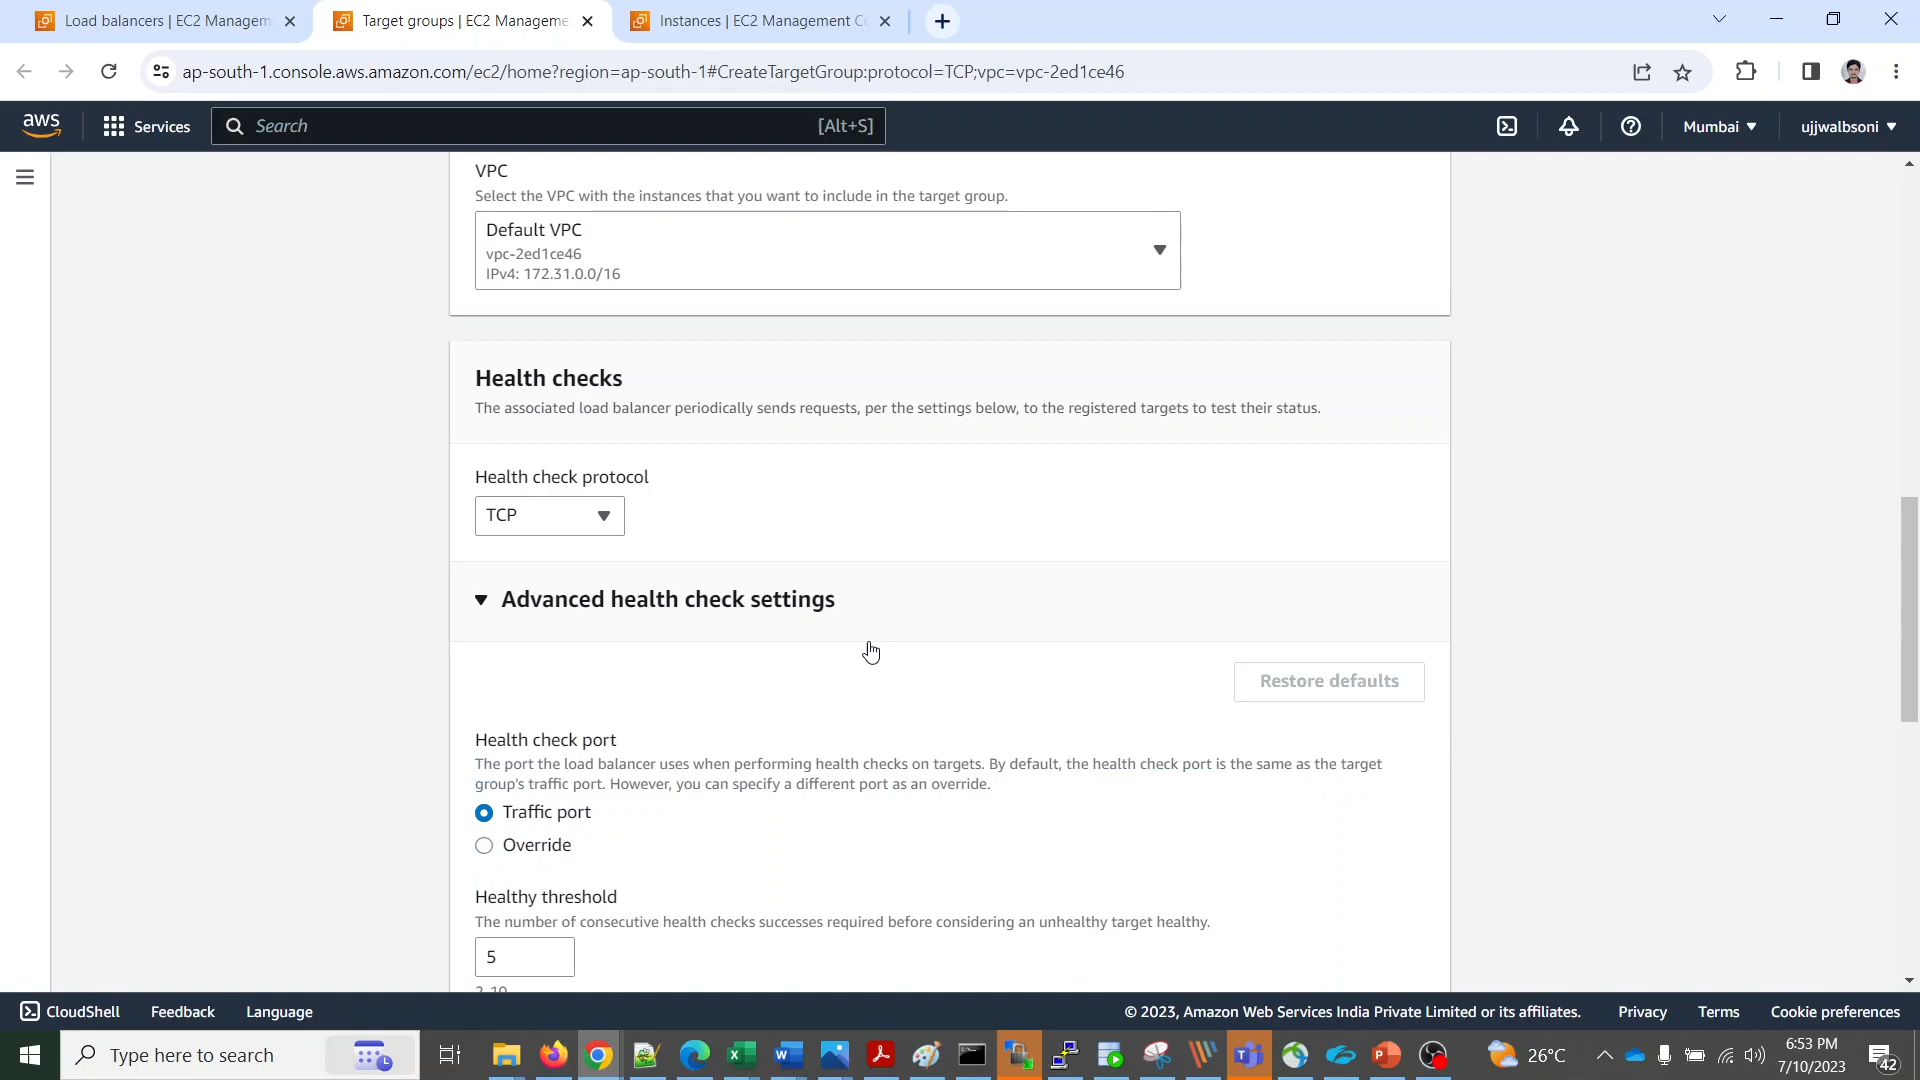 Load balancers | EC2 Managem
Target groups | EC2 Manageme
Instances | EC2 Management Co
ap-south-1.console.aws.amazon.com/ec2/home?region=ap-south-1#CreateTargetGroup:protocol=TCP;vpc=vpc-2ed1ce46
aws
Services
Search
[Alt+S]
Mumbai
ujjwalbsoni
VPC
Select the VPC with the instances that you want to include in the target group.
Default VPC
vpc-2ed1ce46
IPv4: 172.31.0.0/16
Health checks
The associated load balancer periodically sends requests, per the settings below, to the registered targets to test their status.
Health check protocol
TCP
Advanced health check settings
Restore defaults
Health check port
The port the load balancer uses when performing health checks on targets. By default, the health check port is the same as the target
group's traffic port. However, you can specify a different port as an override.
Traffic port
Override
Healthy threshold
The number of consecutive health checks successes required before considering an unhealthy target healthy.
5
2-10
CloudShell
Feedback
Language
© 2023, Amazon Web Services India Private Limited or its affiliates.
Privacy
Terms
Cookie preferences
Type here to search
26°C
6:53 PM
7/10/2023
42